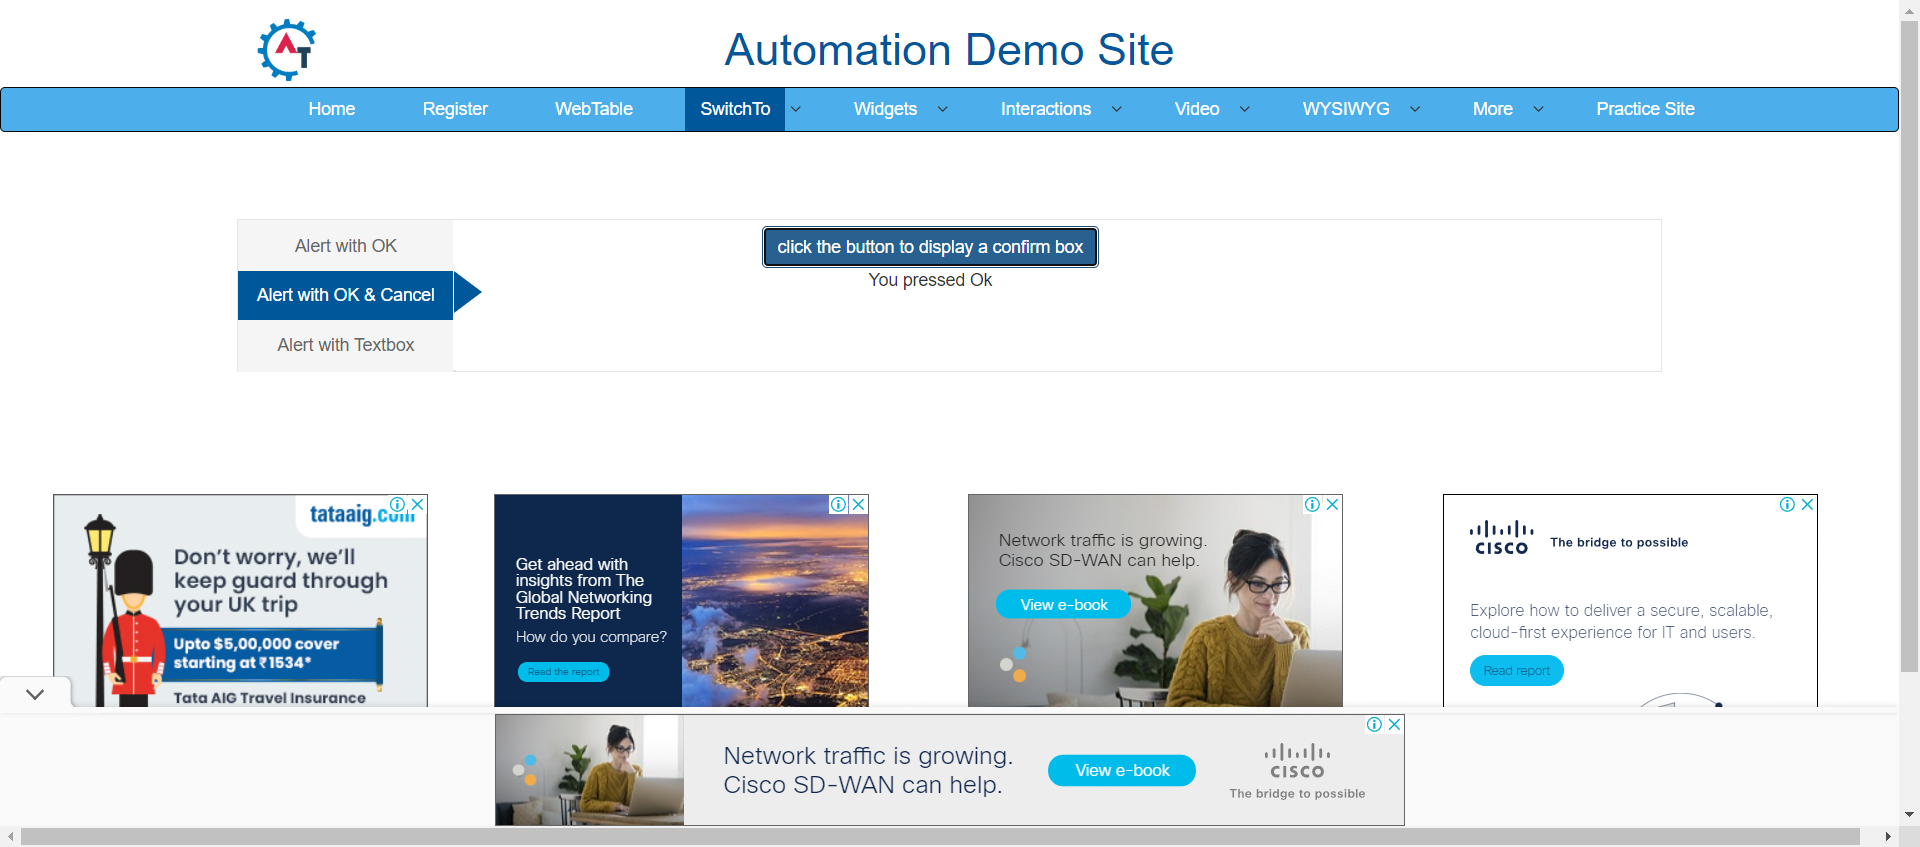 AT
Automation Demo Site
Home Register WebTable SwitchTo Widgets Interactions Video WYSIWYG More Practice Site
Alert with OK
Alert with OK & Cancel
Alert with Textbox
click the button to display a confirm box
You pressed Ok
tataaig.com
Don't worry, we'll
keep guard through
your UK trip
Upto $5,00,000 cover
starting at ₹1534*
Tata AIG Travel Insurance
Get ahead with
insights from The
Global Networking
Trends Report
How do you compare?
Read the report
Network traffic is growing.
Cisco SD-WAN can help.
View e-book
CISCO
The bridge to possible
Explore how to deliver a secure, scalable,
cloud-first experience for IT and users.
Read report
Network traffic is growing.
Cisco SD-WAN can help.
View e-book
CISCO
The bridge to possible